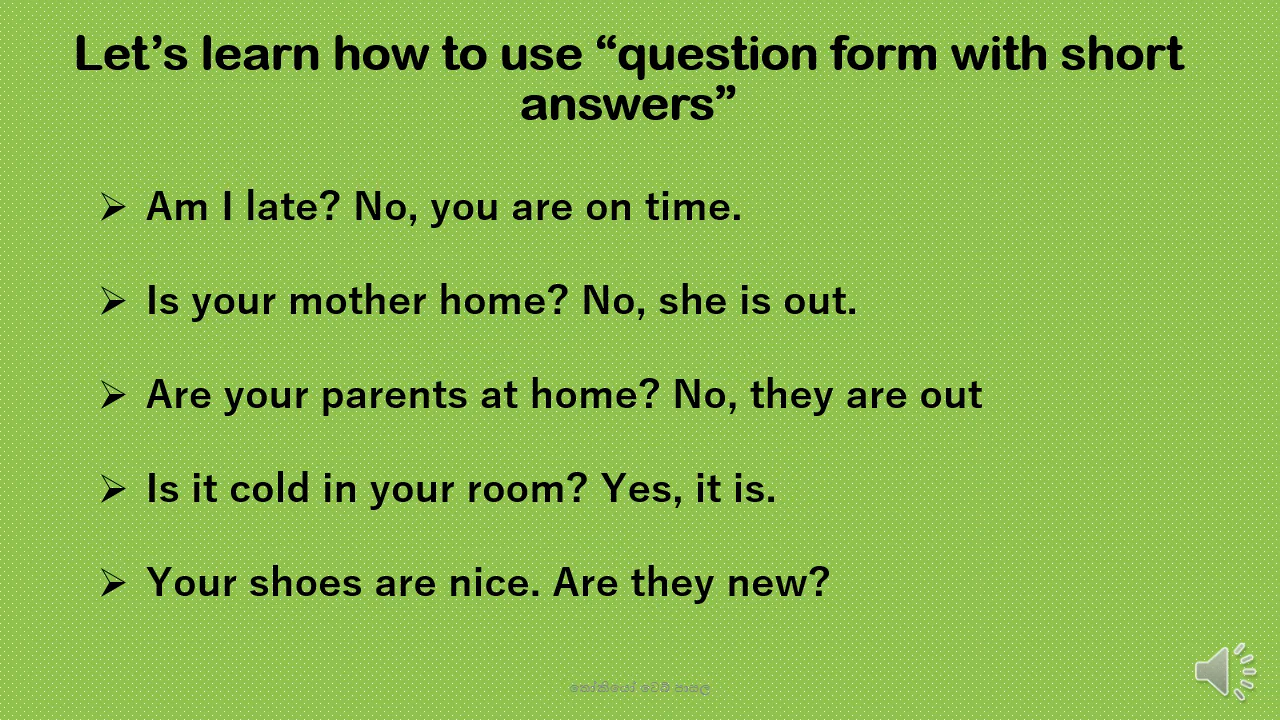 Let’s learn how to use “question form with short
answers”
➢ Am I late? No, you are on time.
➢ Is your mother home? No, she is out.
➢ Are your parents at home? No, they are out
➢ Is it cold in your room? Yes, it is.
➢ Your shoes are nice. Are they new?
තෝකියෝ වෙබ් පාසල